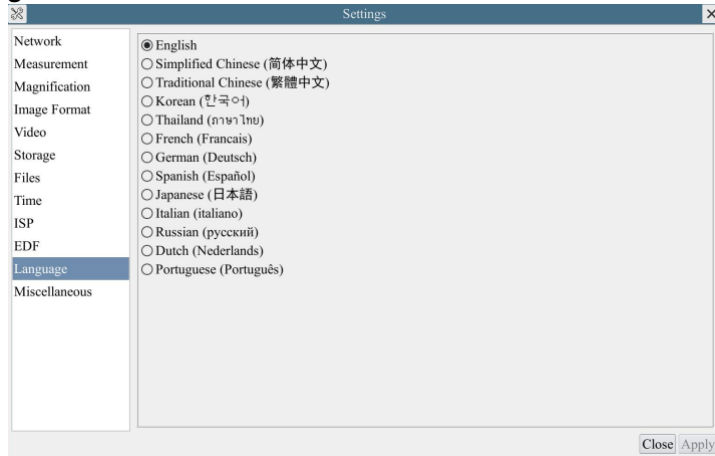 Settings
Network
Measurement
Magnification
Image Format
Video
Storage
Files
Time
ISP
EDF
Language
Miscellaneous
English
Simplified Chinese (简体中文)
Traditional Chinese (繁體中文)
Korean (한국어)
Thailand (ภาษาไทย)
French (Francais)
German (Deutsch)
Spanish (Español)
Japanese (日本語)
Italian (italiano)
Russian (русский)
Dutch (Nederlands)
Portuguese (Português)
Close Apply